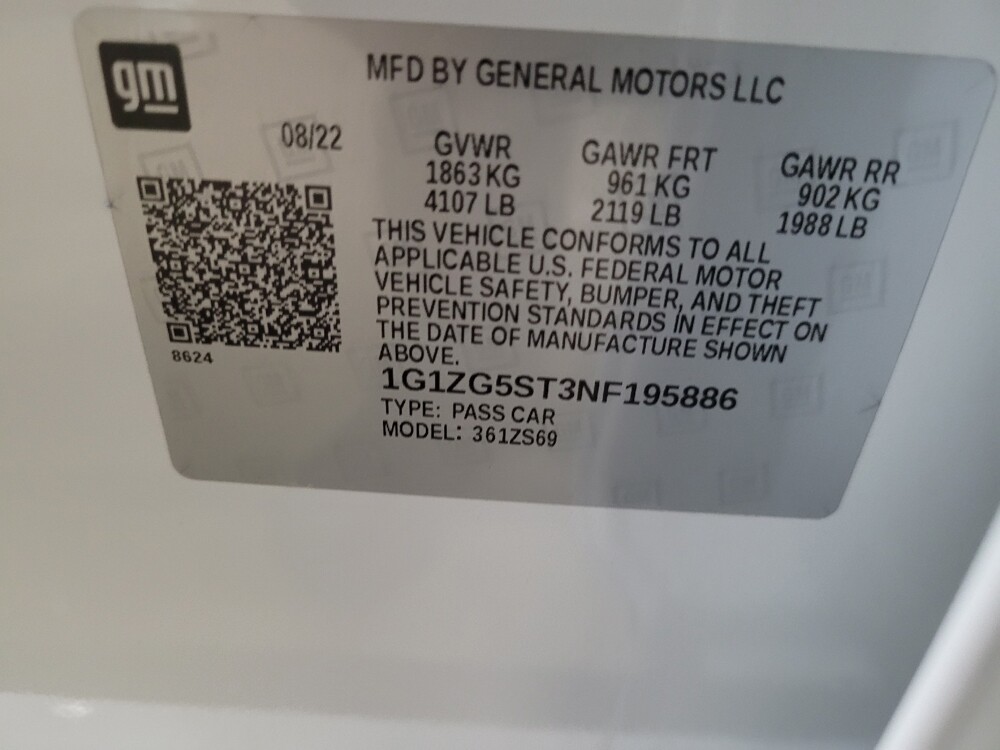 gm
MFD BY GENERAL MOTORS LLC
08/22
GVWR GAWR FRT GAWR RR
1863 KG 961 KG 902 KG
4107 LB 2119 LB 1988 LB
THIS VEHICLE CONFORMS TO ALL
APPLICABLE U.S. FEDERAL MOTOR
VEHICLE SAFETY, BUMPER, AND THEFT
PREVENTION STANDARDS IN EFFECT ON
THE DATE OF MANUFACTURE SHOWN
ABOVE.
8624
1G1ZG5ST3NF195886
TYPE: PASS CAR
MODEL: 361ZS69